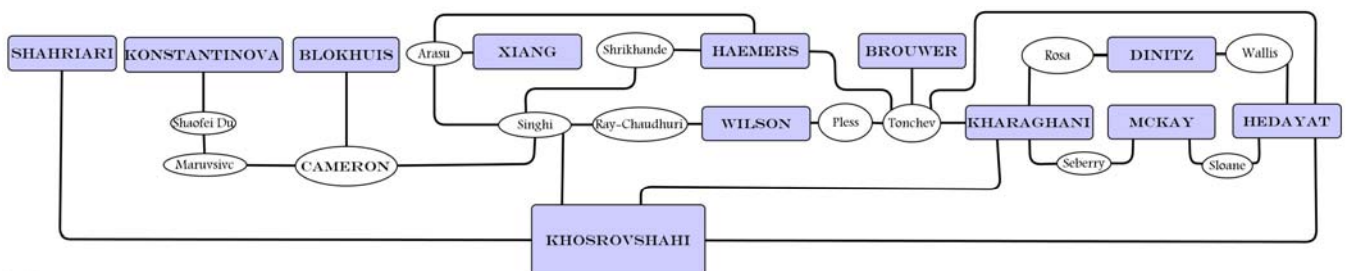 SHAHRIARI
KONSTANTINOVA
BLOKHUIS
Arasu
XIANG
Shrikhande
HAEMERS
BROUWER
Rosa
DINITZ
Wallis
Shaofei Du
Singhi
Ray-Chaudhuri
WILSON
Pless
Tonchev
KHARAGHANI
MCKAY
HEDAYAT
Maruvsivc
CAMERON
Seberry
Sloane
KHOSROVSHAHI